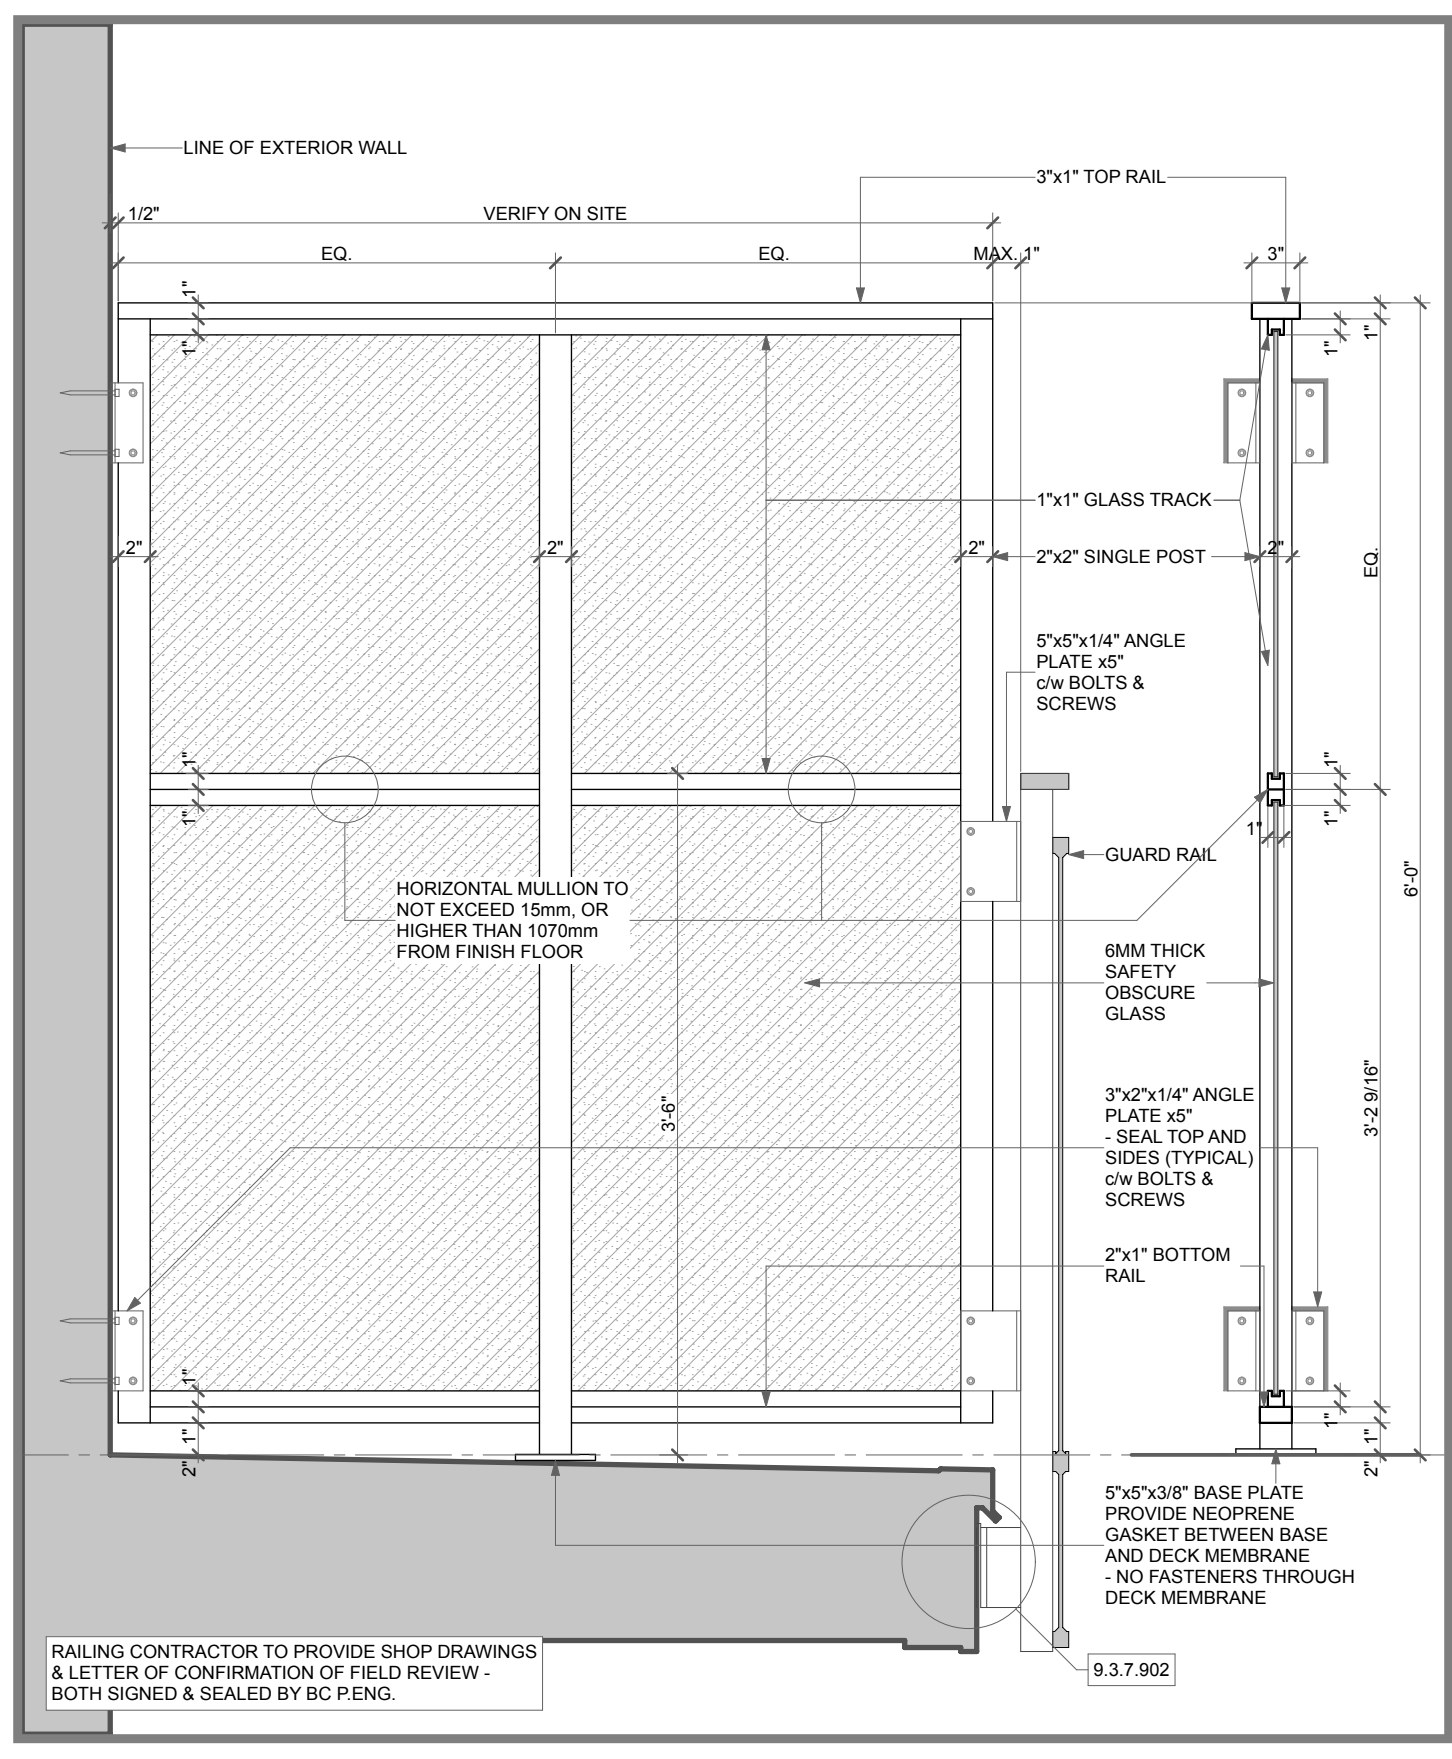 LINE OF EXTERIOR WALL
3"x1" TOP RAIL
1/2"
VERIFY ON SITE
EQ.
EQ.
MAX. 1"
3"
1"
1"
1"
1"
1"x1" GLASS TRACK
2"
2"
2"
2"x2" SINGLE POST
2"
EQ.
5"x5"x1/4" ANGLE
PLATE x5"
c/w BOLTS &
SCREWS
1"
1"
1"
1"
1"
GUARD RAIL
6'-0"
HORIZONTAL MULLION TO
NOT EXCEED 15mm, OR
HIGHER THAN 1070mm
FROM FINISH FLOOR
6MM THICK
SAFETY
OBSCURE
GLASS
3'-6"
3'-2 9/16"
3"x2"x1/4" ANGLE
PLATE x5"
- SEAL TOP AND
SIDES (TYPICAL)
c/w BOLTS &
SCREWS
2"x1" BOTTOM
RAIL
1"
1"
2"
1"
1"
2"
5"x5"x3/8" BASE PLATE
PROVIDE NEOPRENE
GASKET BETWEEN BASE
AND DECK MEMBRANE
- NO FASTENERS THROUGH
DECK MEMBRANE
RAILING CONTRACTOR TO PROVIDE SHOP DRAWINGS
& LETTER OF CONFIRMATION OF FIELD REVIEW -
BOTH SIGNED & SEALED BY BC P.ENG.
9.3.7.902